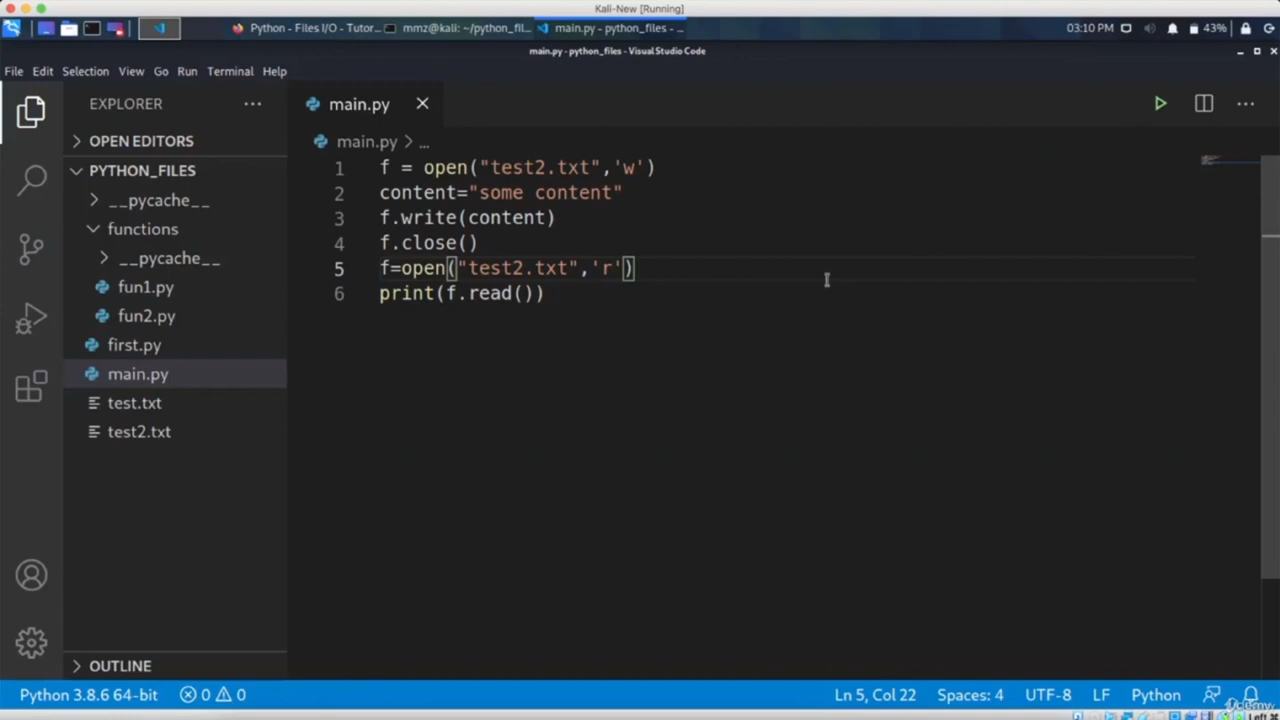 Kali-New [Running]
Python - Files I/O - Tutor...
mmz@kali: ~/python_fil...
main.py - python_files - ...
03:10 PM
43%
main.py - python_files - Visual Studio Code
File Edit Selection View Go Run Terminal Help
EXPLORER
main.py
OPEN EDITORS
main.py > ...
PYTHON_FILES
__pycache__
functions
__pycache__
fun1.py
fun2.py
first.py
main.py
test.txt
test2.txt
1 f = open("test2.txt",'w')
2 content="some content"
3 f.write(content)
4 f.close()
5 f=open("test2.txt",'r')
6 print(f.read())
OUTLINE
Python 3.8.6 64-bit 0 0 Ln 5, Col 22 Spaces: 4 UTF-8 LF Python
Udemy
Left